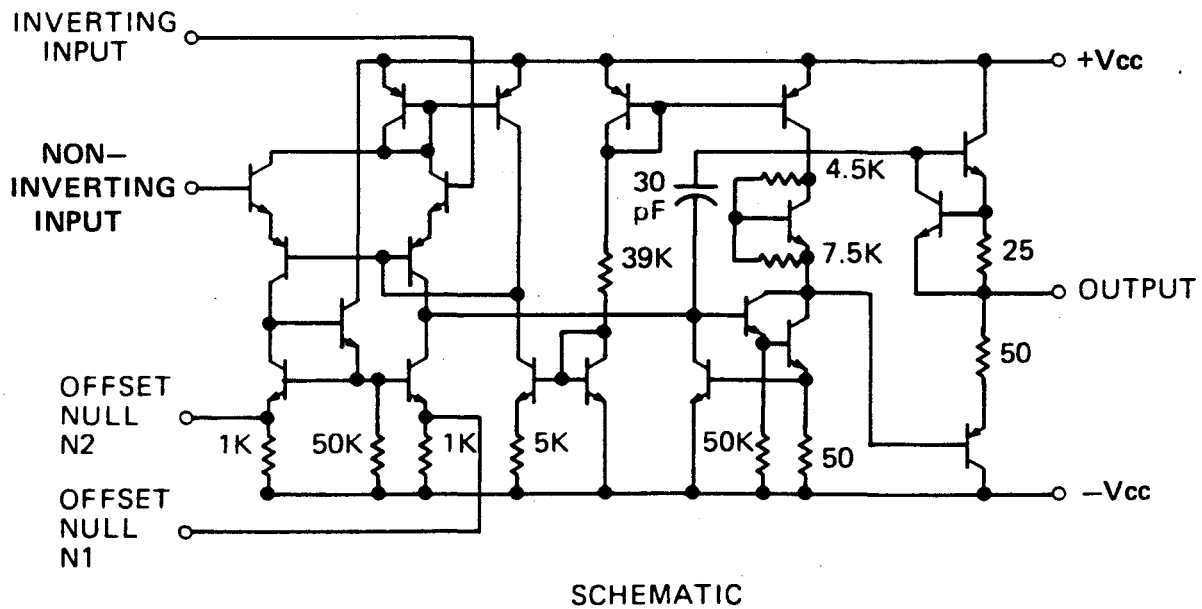 INVERTING
INPUT
+Vcc
NON–
INVERTING
INPUT
30
pF
4.5K
39K
7.5K
25
OUTPUT
50
OFFSET
NULL
N2
1K
50K
1K
5K
50K
50
–Vcc
OFFSET
NULL
N1
SCHEMATIC